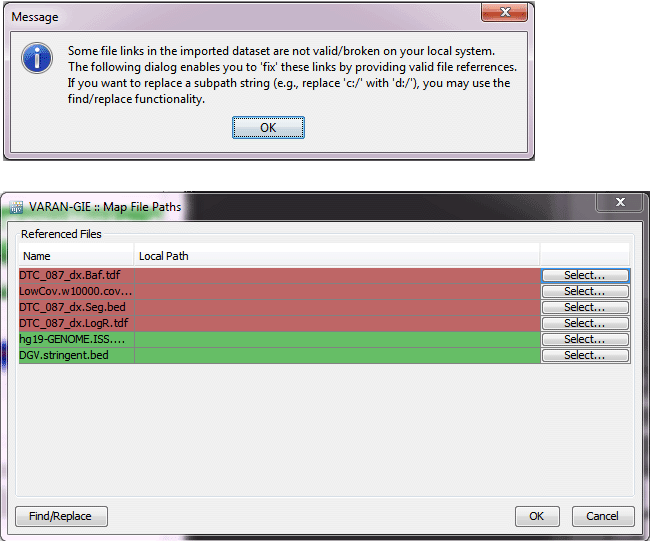 Message
Some file links in the imported dataset are not valid/broken on your local system.
The following dialog enables you to 'fix' these links by providing valid file referrences.
If you want to replace a subpath string (e.g., replace 'c:/' with 'd:/'), you may use the
find/replace functionality.
OK
VARAN-GIE :: Map File Paths
Referenced Files
Name Local Path
DTC_087_dx.Baf.tdf Select...
LowCov.w10000.cov... Select...
DTC_087_dx.Seg.bed Select...
DTC_087_dx.LogR.tdf Select...
hg19-GENOME.ISS.... Select...
DGV.stringent.bed Select...
Find/Replace OK Cancel